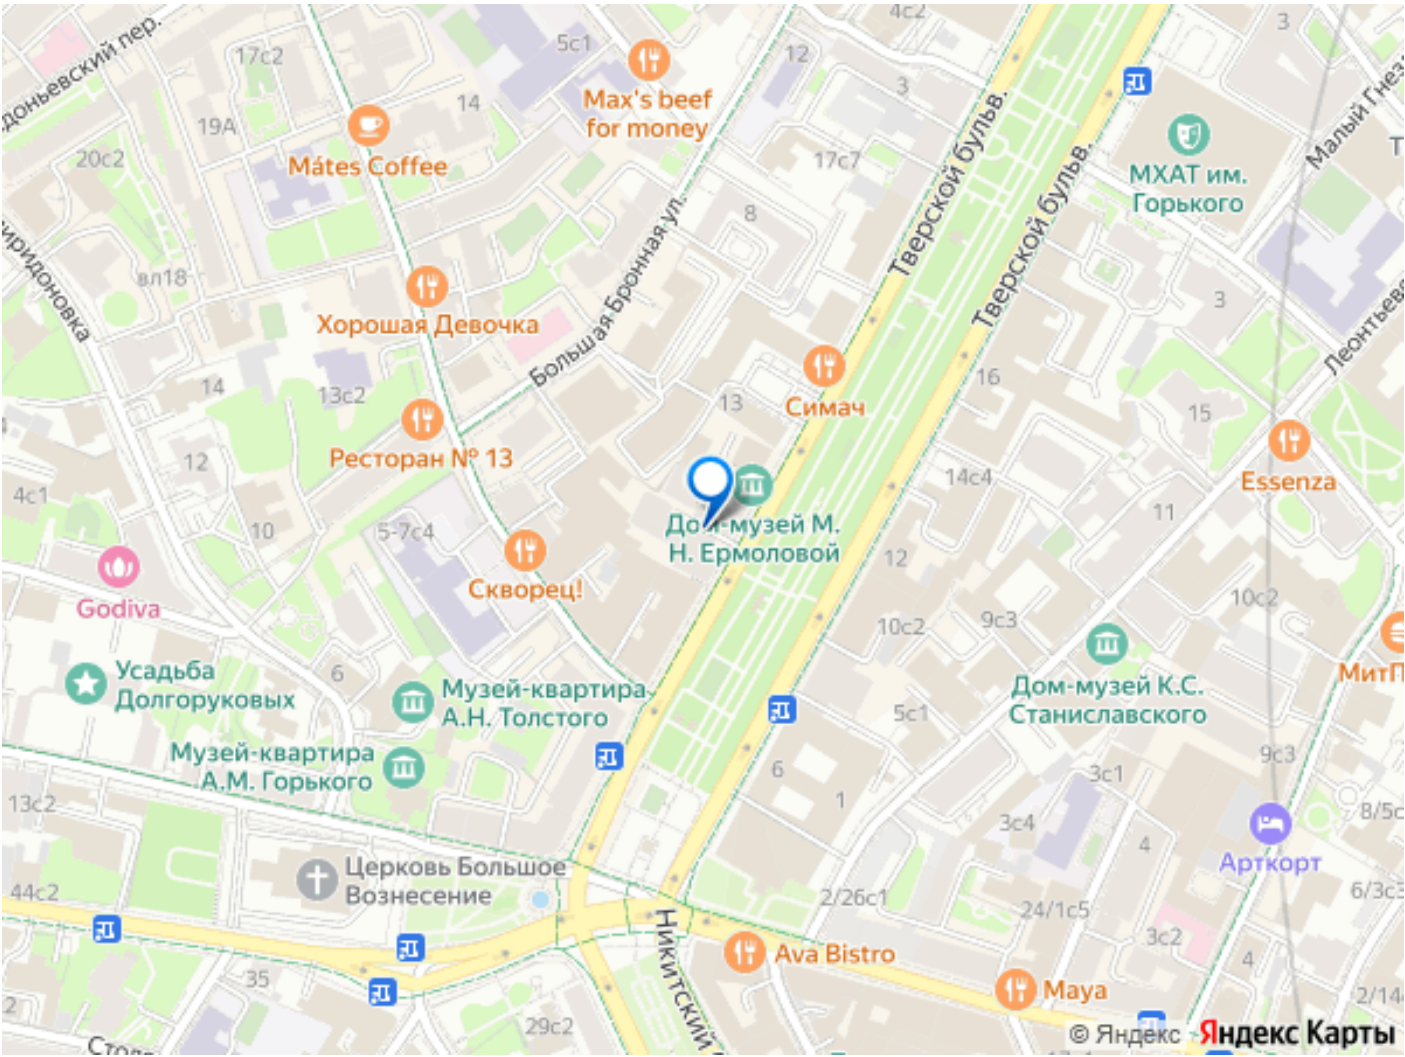 4с2
5с1
17с2
12
3
3
Max's beef
for money
14
19А
Mátes Coffee
20с2
17с7
МХАТ им.
Горького
8
Тверской бульв.
Тверской бульв.
Большая Бронная ул.
вл18
3
Хорошая Девочка
14
13с2
13
Симач
16
15
Ресторан № 13
12
14с4
Essenza
4с1
10
5-7с4
Дом-музей М.
Н. Ермоловой
11
12
Скворец!
Godiva
10с2
9с3
10с2
6
Усадьба
Долгоруковых
Музей-квартира
А.Н. Толстого
Дом-музей К.С.
Станиславского
5с1
Музей-квартира
А.М. Горького
6
1
3с1
9с3
13с2
3с4
4
8/5с
Арткорт
Церковь Большое
Вознесение
44с2
2/26с1
24/1с5
6/3с3
3с2
4
Никитский
Ava Bistro
35
Maya
29с2
2/14
2
© Яндекс Яндекс Карты